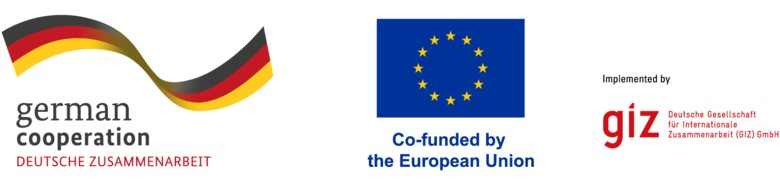 german
cooperation
DEUTSCHE ZUSAMMENARBEIT
Co-funded by
the European Union
Implemented by
giz
Deutsche Gesellschaft
für Internationale
Zusammenarbeit (GIZ) GmbH